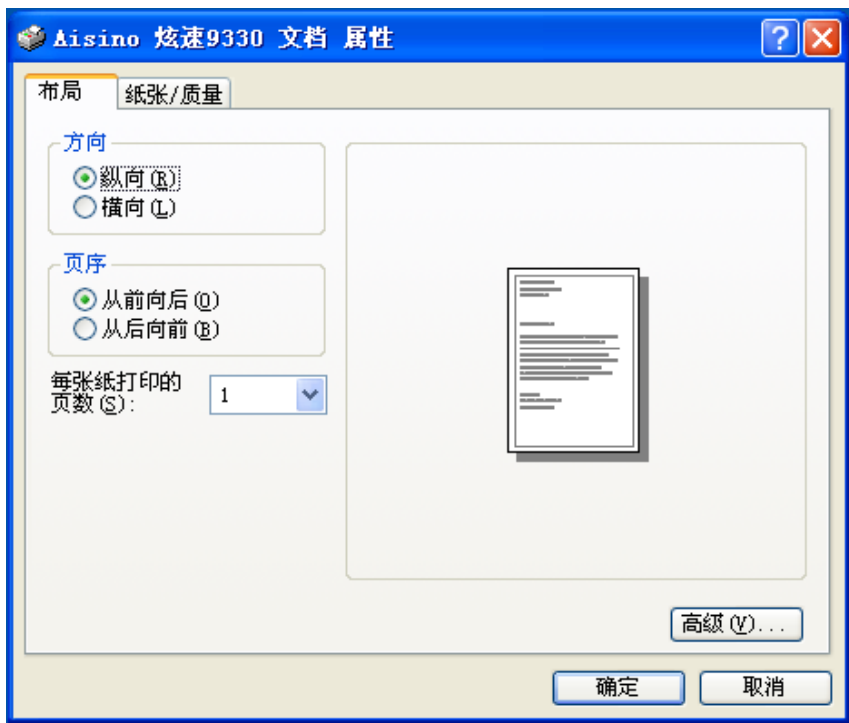 Aisino 炫速9330 文档 属性
布局
纸张/质量
方向
纵向(R)
横向(L)
页序
从前向后(O)
从后向前(B)
每张纸打印的
页数(S):
1
高级(V)...
确定
取消